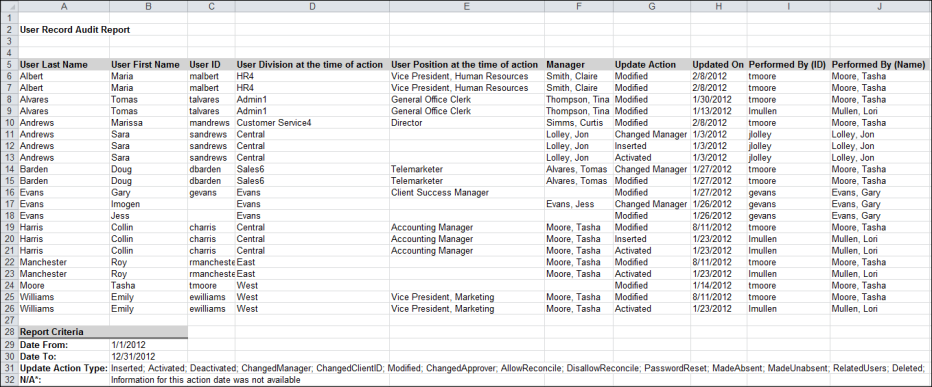 A B C D E F G H I J
1
2 User Record Audit Report
3
4
5 User Last Name User First Name User ID User Division at the time of action User Position at the time of action Manager Update Action Updated On Performed By (ID) Performed By (Name)
6 Albert Maria malbert HR4 Vice President, Human Resources Smith, Claire Modified 2/8/2012 tmoore Moore, Tasha
7 Albert Maria malbert HR4 Vice President, Human Resources Smith, Claire Modified 2/8/2012 tmoore Moore, Tasha
8 Alvares Tomas talvares Admin1 General Office Clerk Thompson, Tina Modified 1/30/2012 tmoore Moore, Tasha
9 Alvares Tomas talvares Admin1 General Office Clerk Thompson, Tina Modified 1/13/2012 lmullen Mullen, Lori
10 Andrews Marissa mandrews Customer Service4 Director Simms, Curtis Modified 2/8/2012 tmoore Moore, Tasha
11 Andrews Sara sandrews Central Lolley, Jon Changed Manager 1/3/2012 jlolley Lolley, Jon
12 Andrews Sara sandrews Central Lolley, Jon Inserted 1/3/2012 jlolley Lolley, Jon
13 Andrews Sara sandrews Central Lolley, Jon Activated 1/3/2012 jlolley Lolley, Jon
14 Barden Doug dbarden Sales6 Telemarketer Alvares, Tomas Changed Manager 1/27/2012 tmoore Moore, Tasha
15 Barden Doug dbarden Sales6 Telemarketer Alvares, Tomas Modified 1/27/2012 tmoore Moore, Tasha
16 Evans Gary gevans Evans Client Success Manager Modified 1/27/2012 gevans Evans, Gary
17 Evans Imogen Evans Evans, Jess Changed Manager 1/26/2012 gevans Evans, Gary
18 Evans Jess Evans Modified 1/26/2012 gevans Evans, Gary
19 Harris Collin charris Central Accounting Manager Moore, Tasha Modified 8/11/2012 tmoore Moore, Tasha
20 Harris Collin charris Central Accounting Manager Moore, Tasha Inserted 1/23/2012 lmullen Mullen, Lori
21 Harris Collin charris Central Accounting Manager Moore, Tasha Activated 1/23/2012 lmullen Mullen, Lori
22 Manchester Roy rmancheste East Moore, Tasha Modified 8/11/2012 tmoore Moore, Tasha
23 Manchester Roy rmancheste East Moore, Tasha Activated 1/23/2012 lmullen Mullen, Lori
24 Moore Tasha tmoore West Modified 1/14/2012 tmoore Moore, Tasha
25 Williams Emily ewilliams West Vice President, Marketing Moore, Tasha Modified 8/11/2012 tmoore Moore, Tasha
26 Williams Emily ewilliams West Vice President, Marketing Moore, Tasha Activated 1/23/2012 lmullen Mullen, Lori
27
28 Report Criteria
29 Date From: 1/1/2012
30 Date To: 12/31/2012
31 Update Action Type: Inserted; Activated; Deactivated; ChangedManager; ChangedClientID; Modified; ChangedApprover; AllowReconcile; DisallowReconcile; PasswordReset; MadeAbsent; MadeUnabsent; RelatedUsers; Deleted;
32 N/A*: Information for this action date was not available